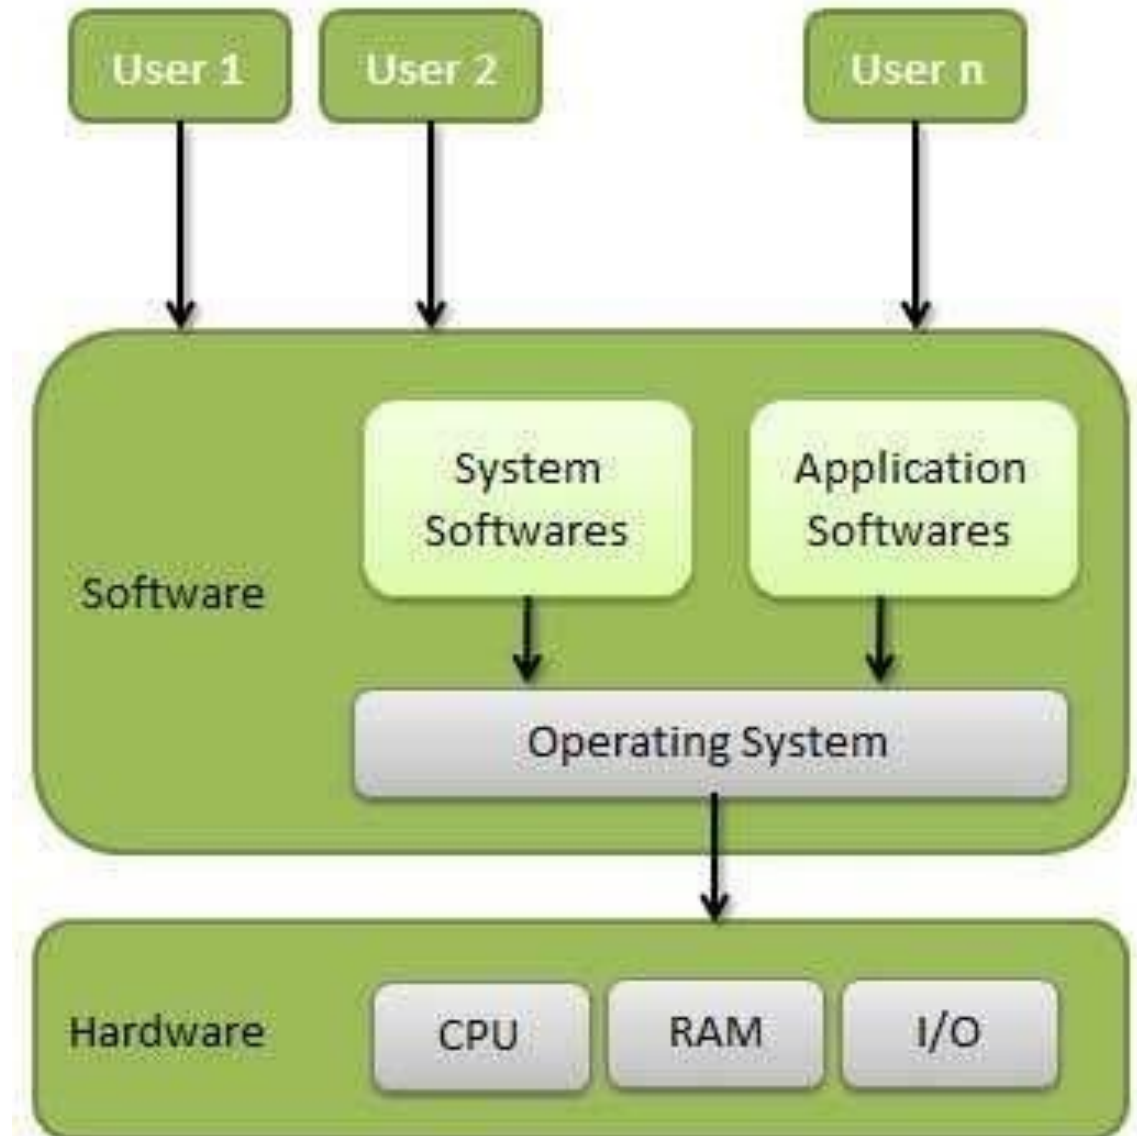 User 1
User 2
User n
System
Softwares
Application
Softwares
Software
Operating System
Hardware
CPU
RAM
I/O